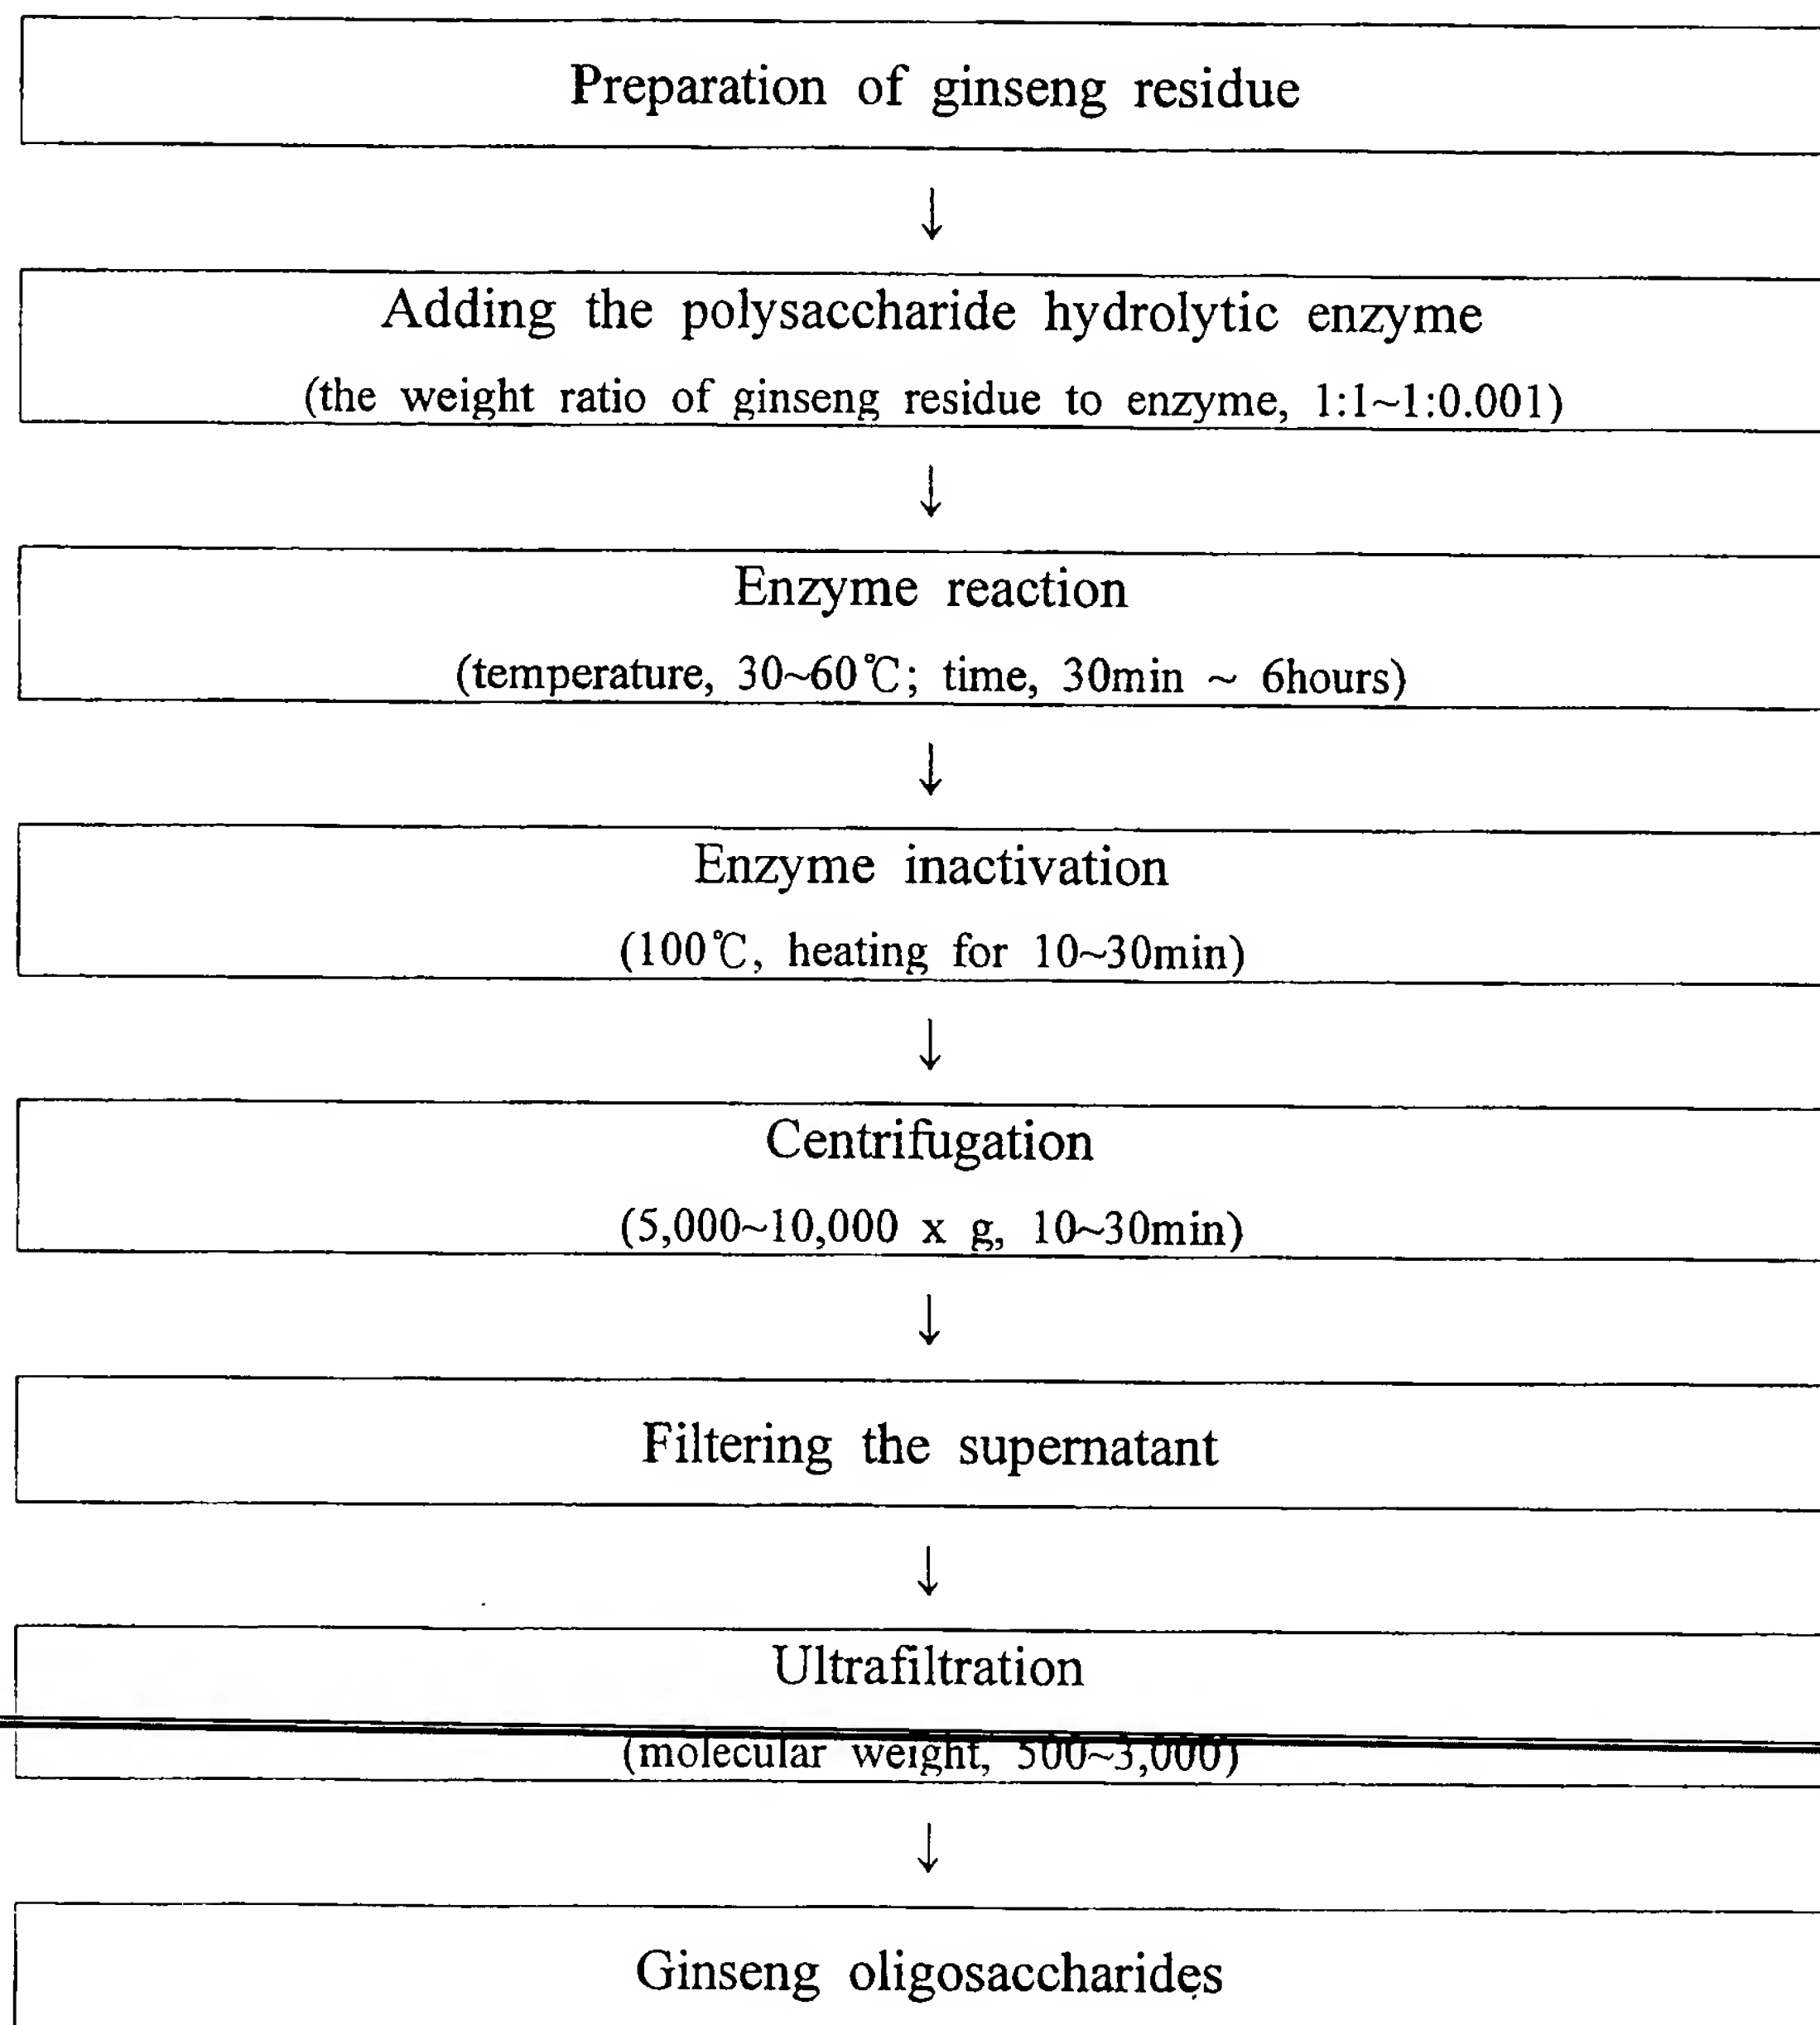 Preparation of ginseng residue
↓
Adding the polysaccharide hydrolytic enzyme
(the weight ratio of ginseng residue to enzyme, 1:1~1:0.001)
↓
Enzyme reaction
(temperature, 30~60℃; time, 30min ~ 6hours)
↓
Enzyme inactivation
(100℃, heating for 10~30min)
↓
Centrifugation
(5,000~10,000 x g, 10~30min)
↓
Filtering the supernatant
↓
Ultrafiltration
(molecular weight, 500~3,000)
↓
Ginseng oligosaccharides